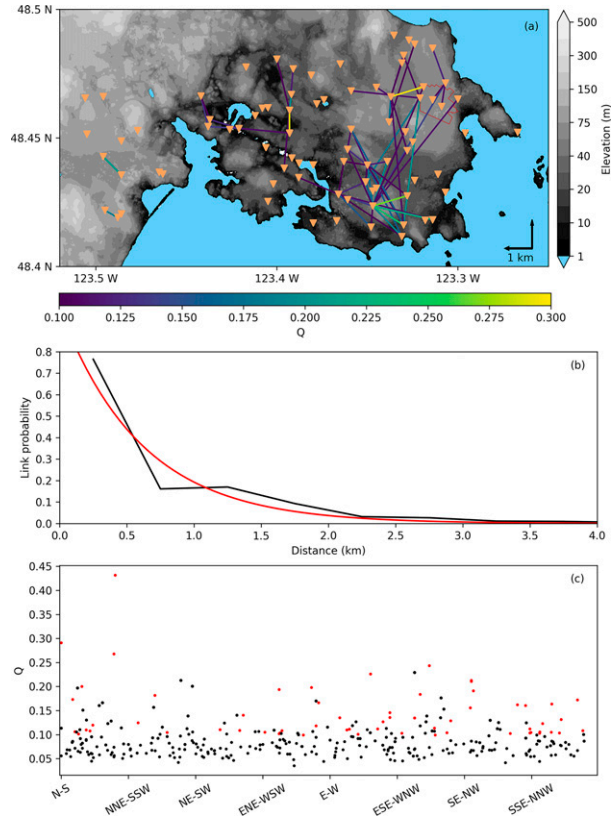 48.5 N
(a)
48.45 N
48.4 N
1 km
123.5 W
123.4 W
123.3 W
500
300
150
75
40
20
10
1
Elevation (m)
0.100
0.125
0.150
0.175
0.200
0.225
0.250
0.275
0.300
Q
(b)
0.8
0.7
0.6
0.5
0.4
0.3
0.2
0.1
0.0
Link probability
0.0
0.5
1.0
1.5
2.0
2.5
3.0
3.5
4.0
Distance (km)
(c)
0.45
0.40
0.35
0.30
0.25
0.20
0.15
0.10
0.05
Q
N-S
NNE-SSW
NE-SW
ENE-WSW
E-W
ESE-WNW
SE-NW
SSE-NNW